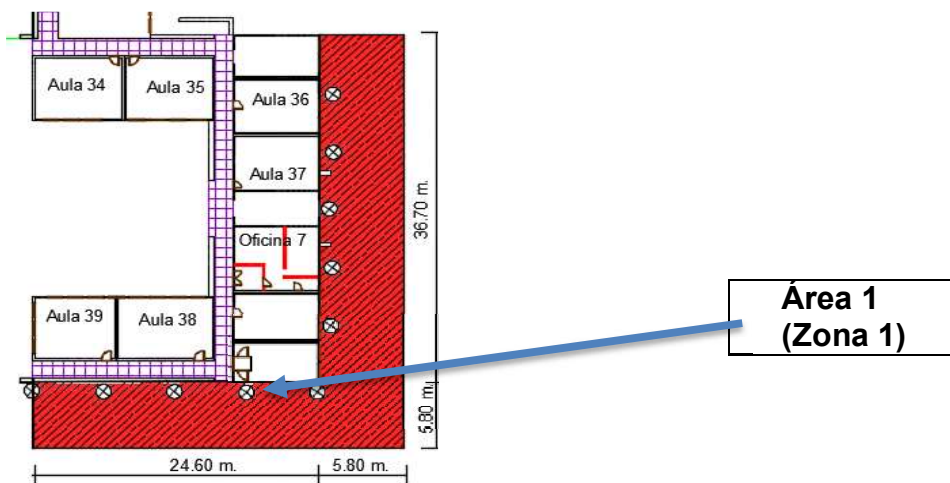 Aula 34
Aula 35
Aula 36
Aula 37
Oficina 7
Aula 39
Aula 38
36.70 m.
5.80 m.
24.60 m.
5.80 m.
Área 1
(Zona 1)